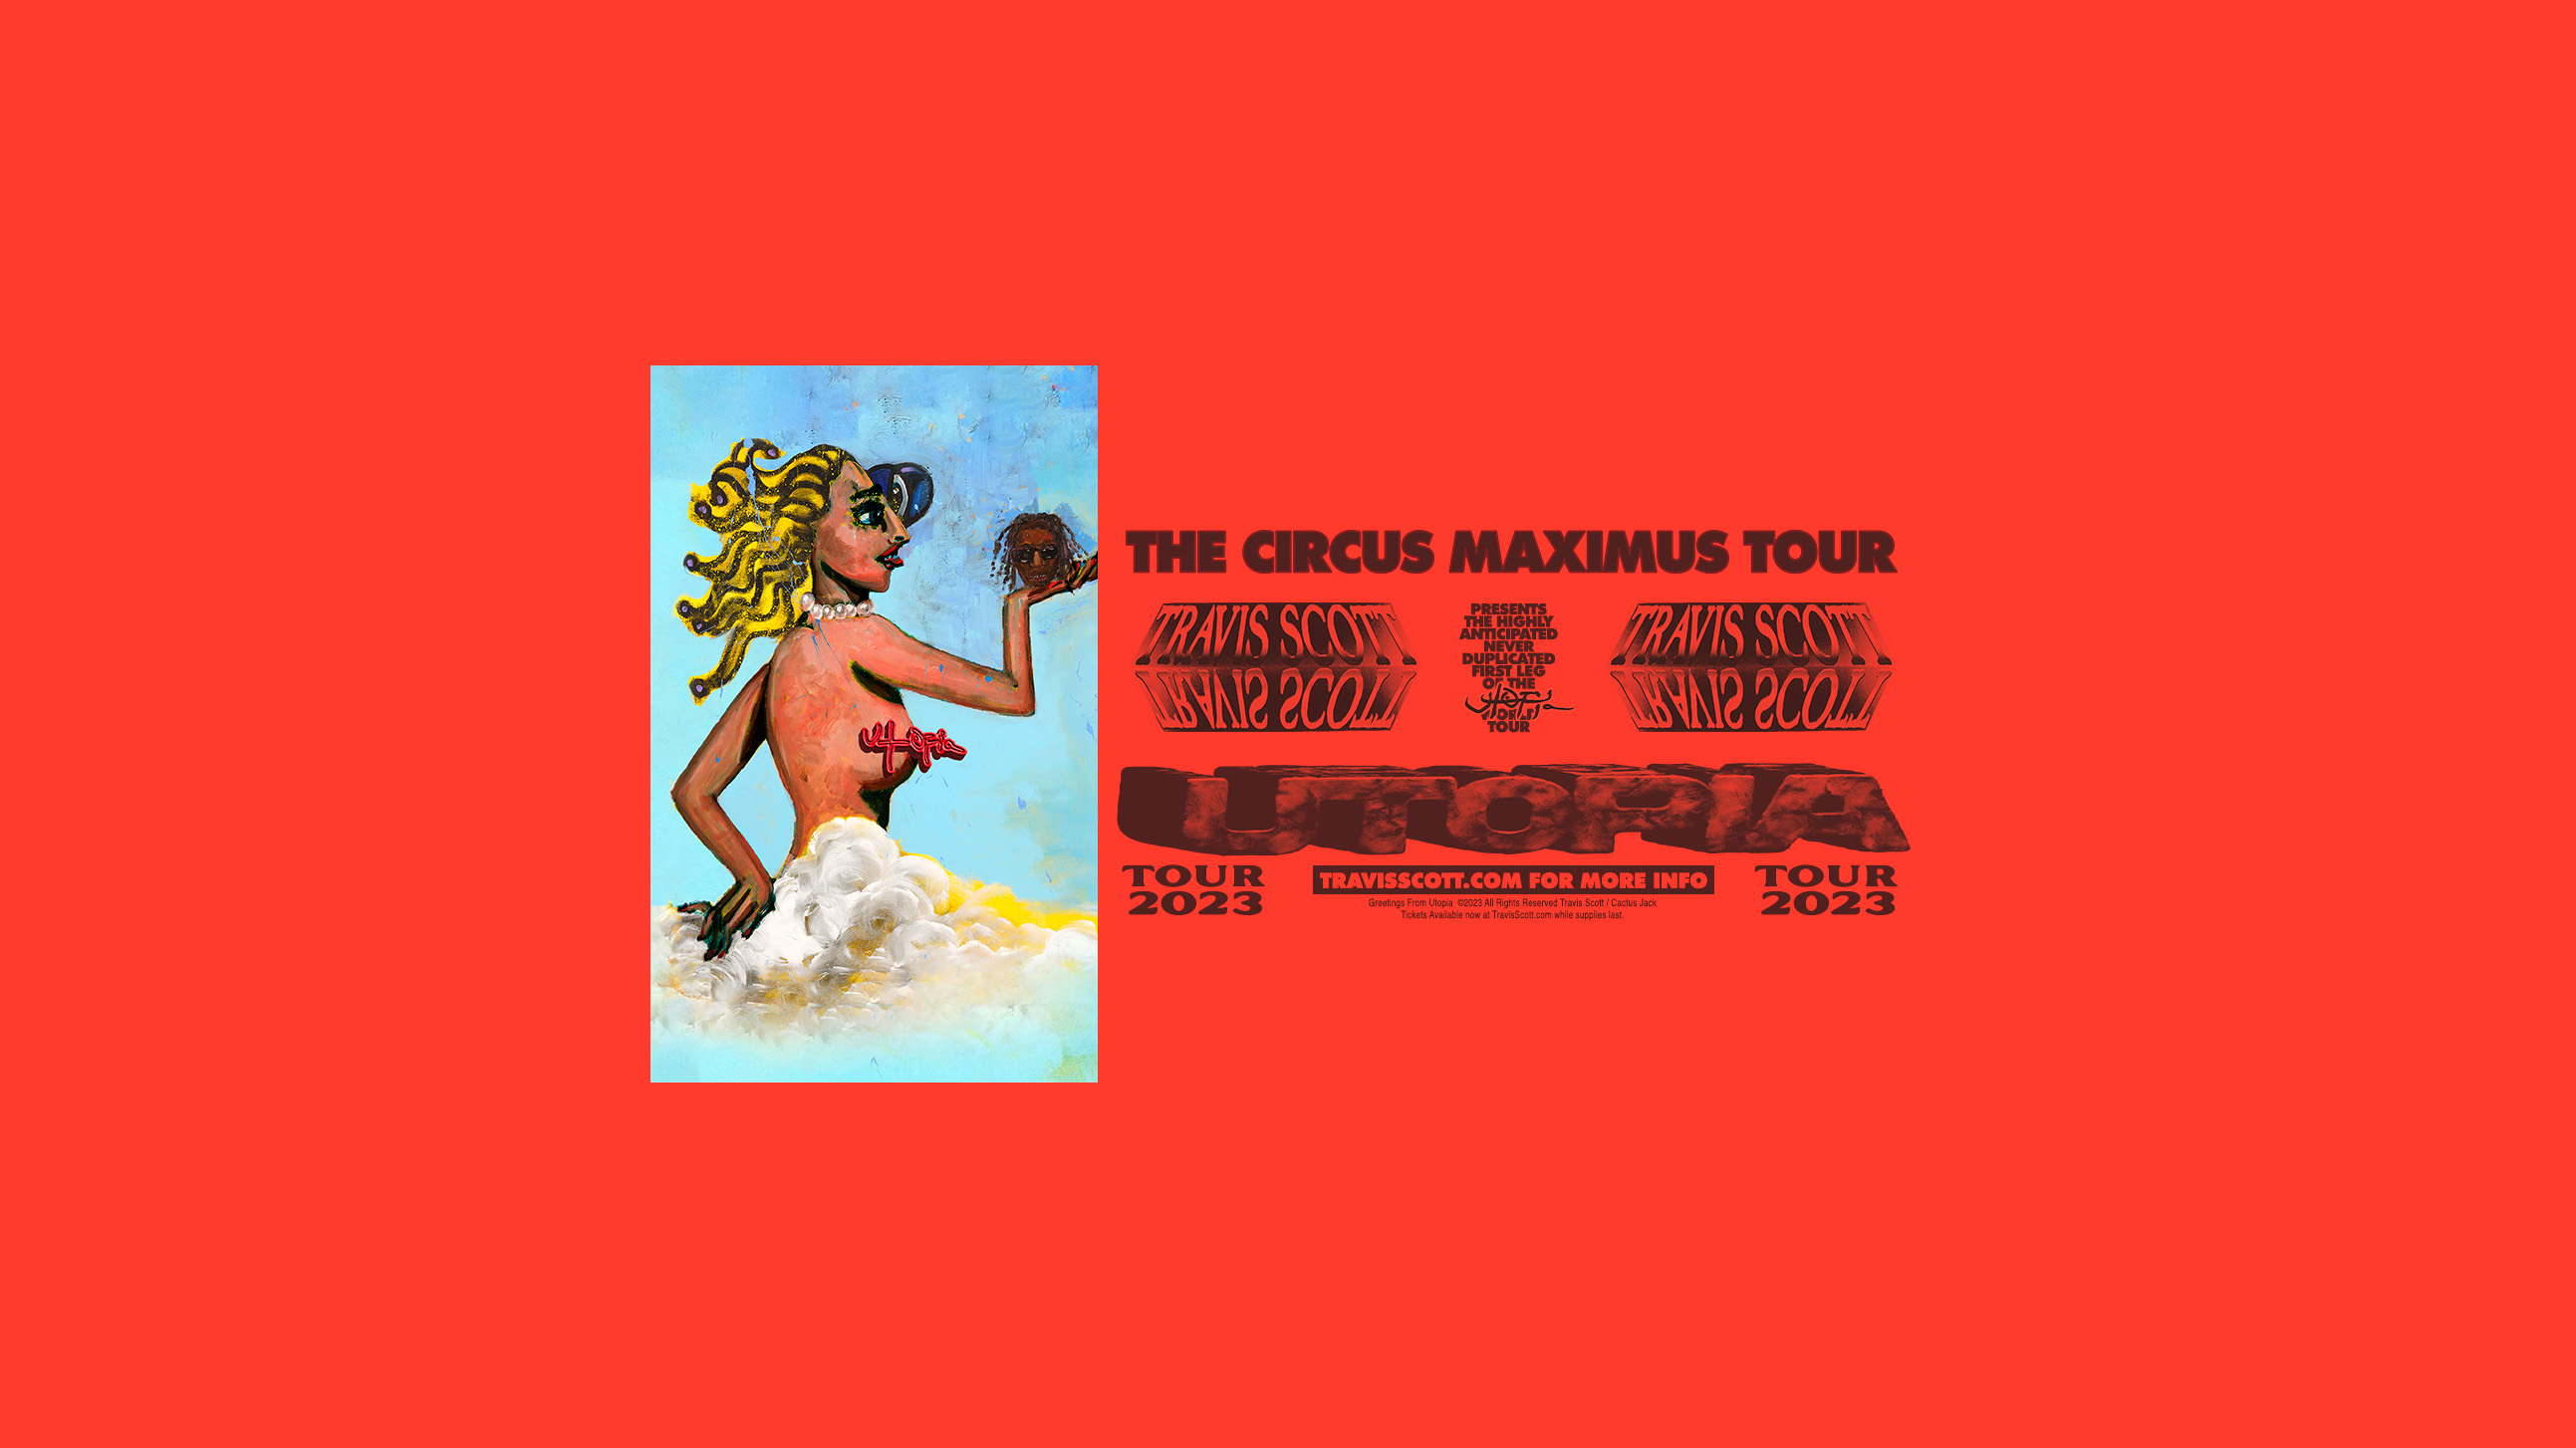 utopia
THE CIRCUS MAXIMUS TOUR
TRAVIS SCOTT
TRAVIS SCOTT
PRESENTS
THE HIGHLY
ANTICIPATED
NEVER
DUPLICATED
FIRST LEG
OF THE
UTOPIA
TOUR
TRAVIS SCOTT
TRAVIS SCOTT
UTOPIA
TOUR
2023
TRAVISSCOTT.COM FOR MORE INFO
Greetings From Utopia ©2023 All Rights Reserved Travis Scott / Cactus Jack
Tickets Available now at TravisScott.com while supplies last.
TOUR
2023